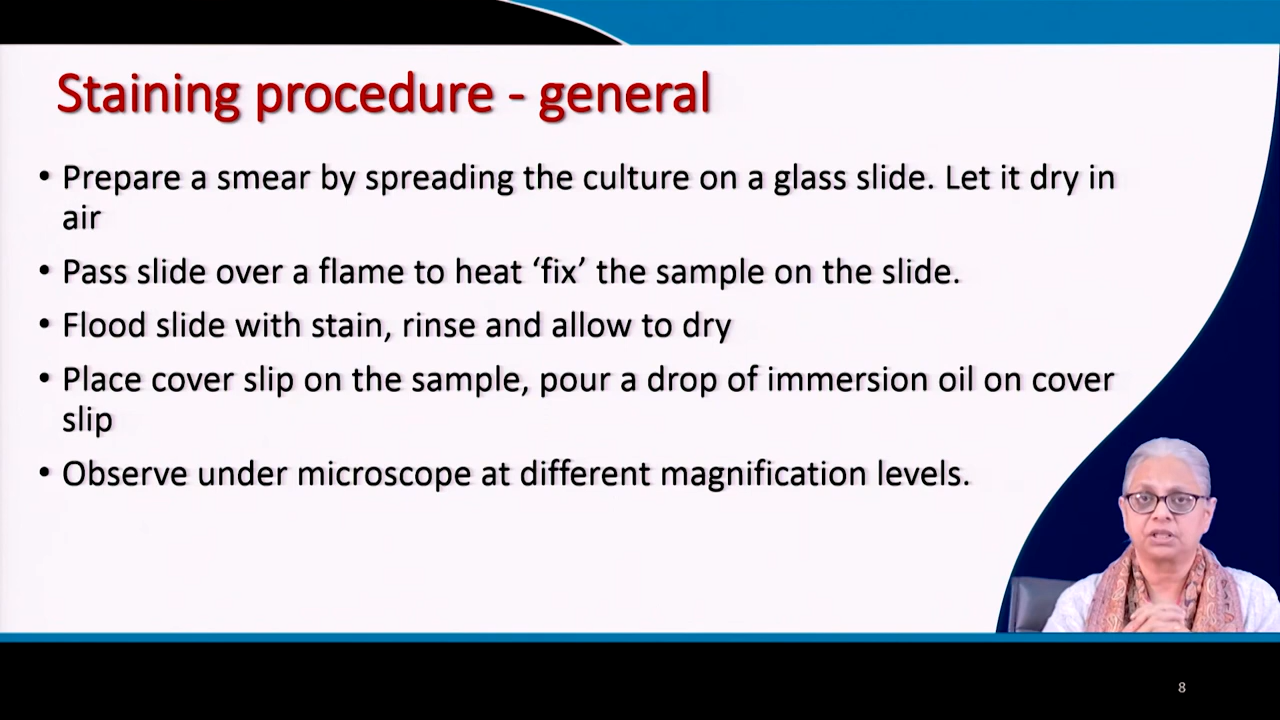 Staining procedure - general
• Prepare a smear by spreading the culture on a glass slide. Let it dry in
air
• Pass slide over a flame to heat ‘fix’ the sample on the slide.
• Flood slide with stain, rinse and allow to dry
• Place cover slip on the sample, pour a drop of immersion oil on cover
slip
• Observe under microscope at different magnification levels.
8